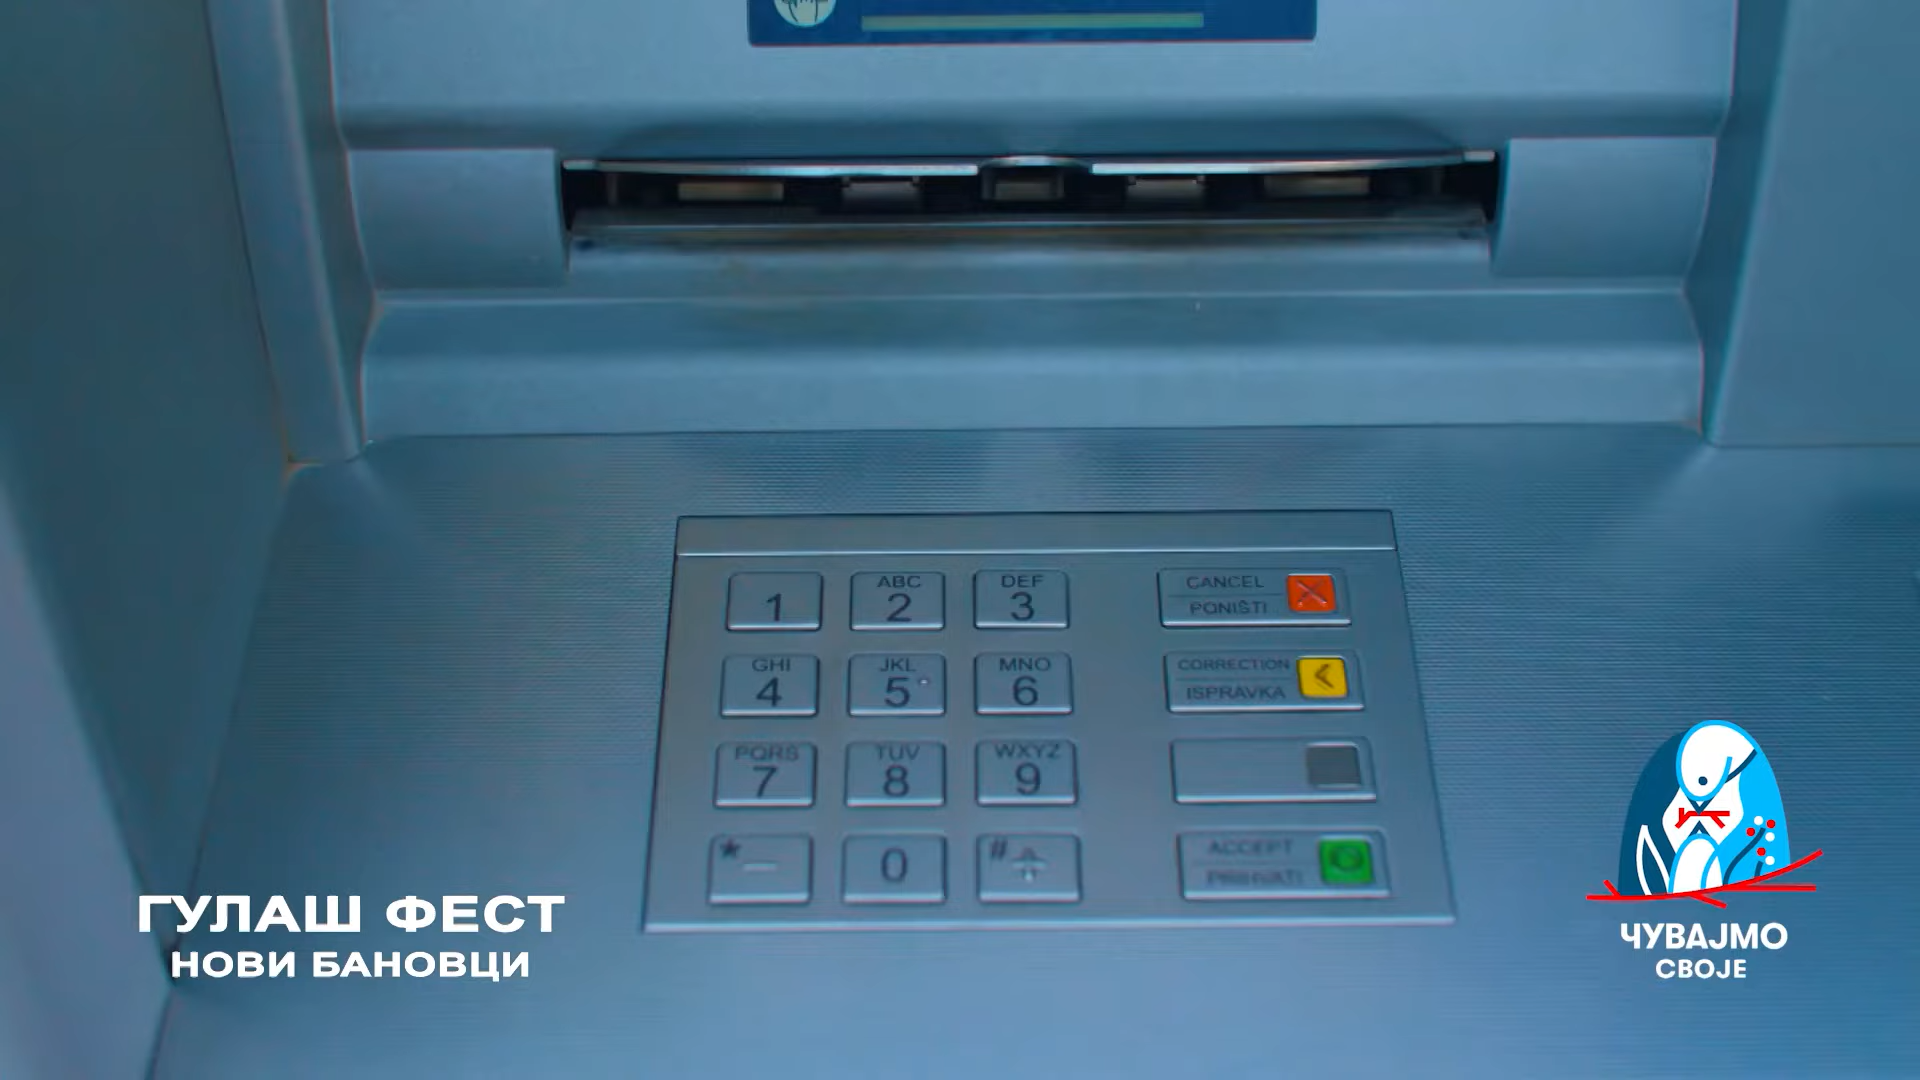 1
ABC
2
DEF
3
CANCEL
PONIŠTI
GHI
4
JKL
5
MNO
6
CORRECTION
ISPRAVKA
PQRS
7
TUV
8
WXYZ
9
* −
0
# +
ACCEPT
PRIHVATI
ГУЛАШ ФЕСТ
НОВИ БАНОВЦИ
ЧУВАЈМО
СВОЈЕ